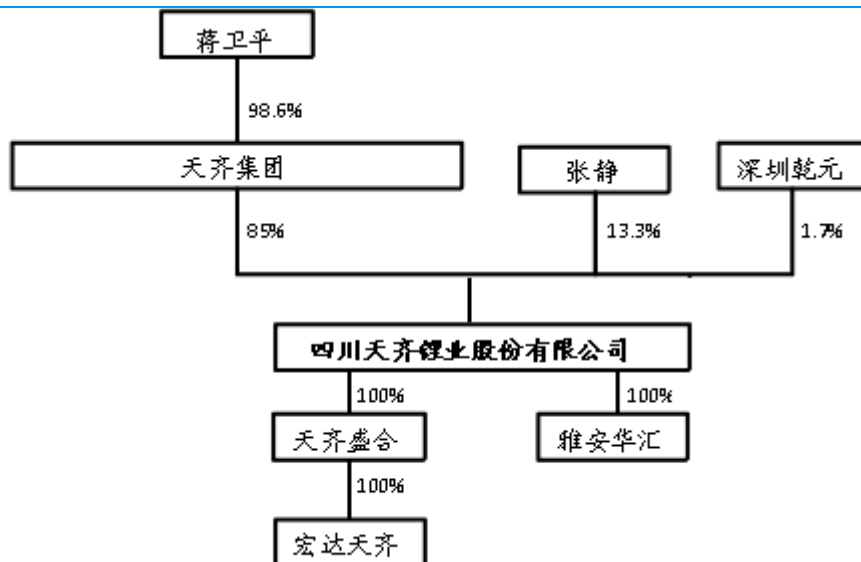 蒋卫平
98.6%
天齐集团
张静
深圳乾元
85%
13.3%
1.7%
四川天齐锂业股份有限公司
100%
100%
天齐盛合
雅安华汇
100%
宏达天齐